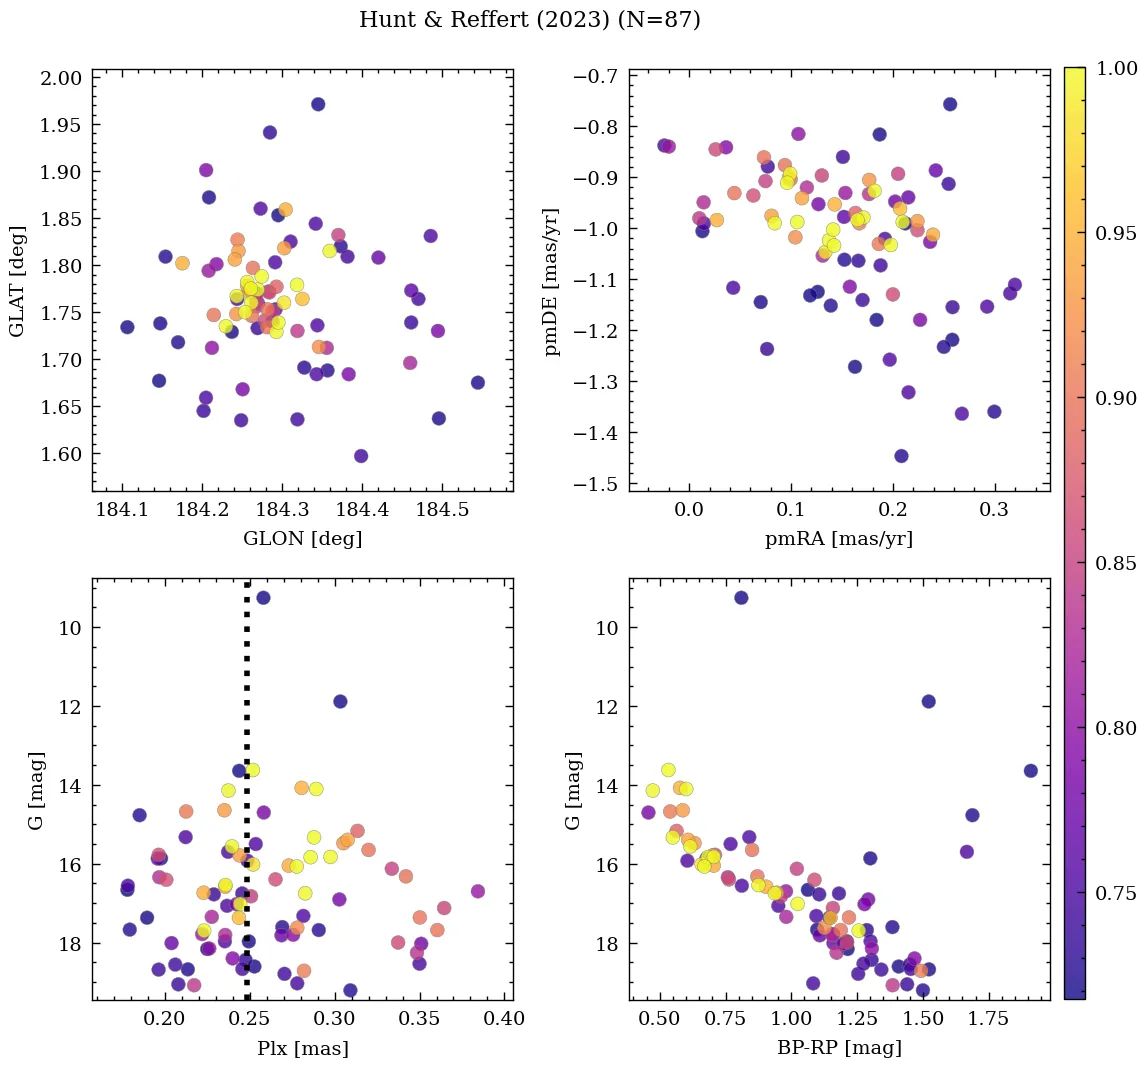 Hunt & Reffert (2023) (N=87)
2.00
1.95
1.90
1.85
1.80
1.75
1.70
1.65
1.60
GLAT [deg]
184.1 184.2 184.3 184.4 184.5
GLON [deg]
−0.7
−0.8
−0.9
−1.0
−1.1
−1.2
−1.3
−1.4
−1.5
pmDE [mas/yr]
0.0 0.1 0.2 0.3
pmRA [mas/yr]
10
12
14
16
18
G [mag]
0.20 0.25 0.30 0.35 0.40
Plx [mas]
10
12
14
16
18
G [mag]
0.50 0.75 1.00 1.25 1.50 1.75
BP-RP [mag]
1.00
0.95
0.90
0.85
0.80
0.75